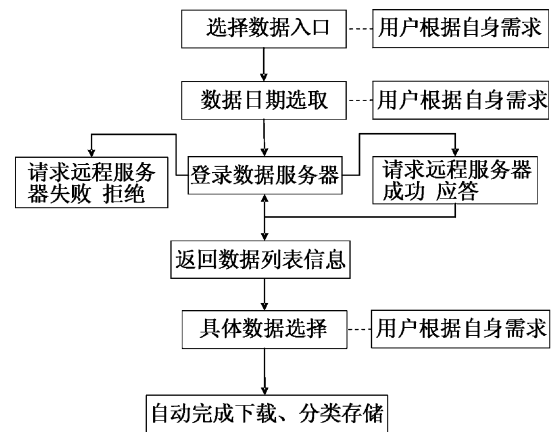 选择数据入口
用户根据自身需求
数据日期选取
用户根据自身需求
请求远程服务
器失败 拒绝
登录数据服务器
请求远程服务器
成功 应答
返回数据列表信息
具体数据选择
用户根据自身需求
自动完成下载、分类存储